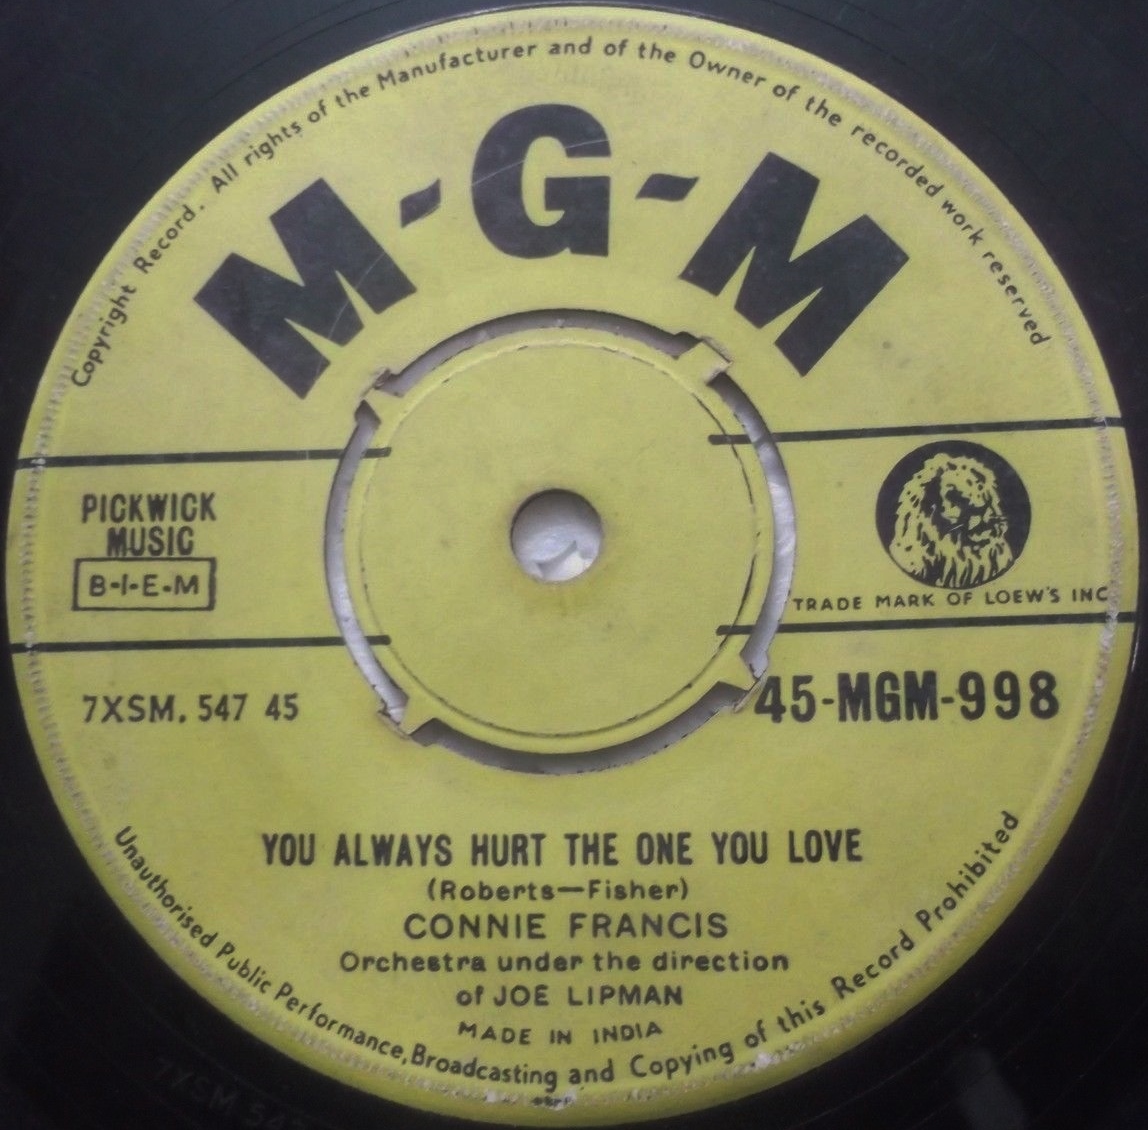 Copyright Record. All rights of the Manufacturer and of the Owner of the recorded work reserved
M-G-M
PICKWICK
MUSIC
B-I-E-M
TRADE MARK OF LOEW'S INC
7XSM. 547 45
45-MGM-998
YOU ALWAYS HURT THE ONE YOU LOVE
(Roberts—Fisher)
CONNIE FRANCIS
Orchestra under the direction
of JOE LIPMAN
MADE IN INDIA
Unauthorised Public Performance, Broadcasting and Copying of this Record Prohibited